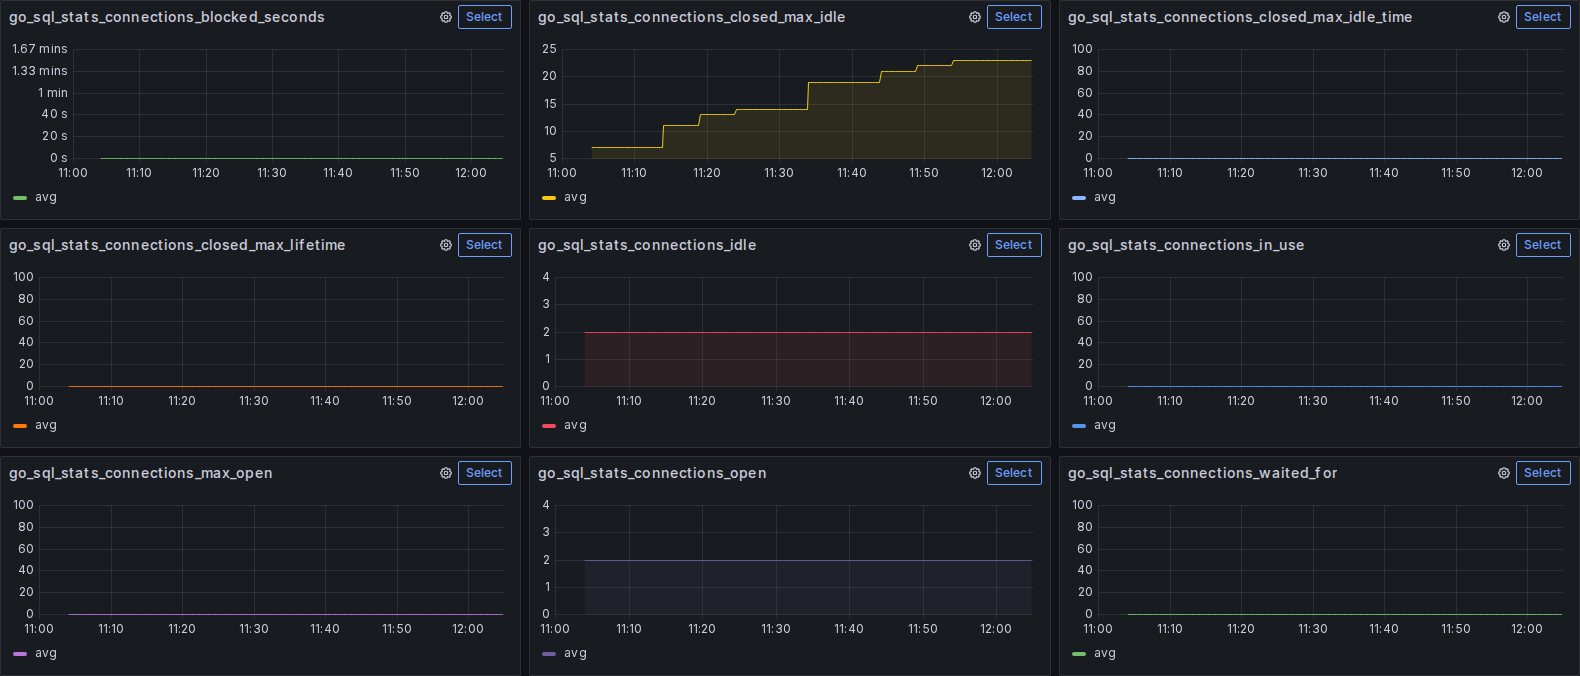 go_sql_stats_connections_blocked_seconds Select
1.67 mins
1.33 mins
1 min
40 s
20 s
0 s
11:00 11:10 11:20 11:30 11:40 11:50 12:00
avg
go_sql_stats_connections_closed_max_idle Select
25
20
15
10
5
11:00 11:10 11:20 11:30 11:40 11:50 12:00
avg
go_sql_stats_connections_closed_max_idle_time Select
100
80
60
40
20
0
11:00 11:10 11:20 11:30 11:40 11:50 12:00
avg
go_sql_stats_connections_closed_max_lifetime Select
100
80
60
40
20
0
11:00 11:10 11:20 11:30 11:40 11:50 12:00
avg
go_sql_stats_connections_idle Select
4
3
2
1
0
11:00 11:10 11:20 11:30 11:40 11:50 12:00
avg
go_sql_stats_connections_in_use Select
100
80
60
40
20
0
11:00 11:10 11:20 11:30 11:40 11:50 12:00
avg
go_sql_stats_connections_max_open Select
100
80
60
40
20
0
11:00 11:10 11:20 11:30 11:40 11:50 12:00
avg
go_sql_stats_connections_open Select
4
3
2
1
0
11:00 11:10 11:20 11:30 11:40 11:50 12:00
avg
go_sql_stats_connections_waited_for Select
100
80
60
40
20
0
11:00 11:10 11:20 11:30 11:40 11:50 12:00
avg